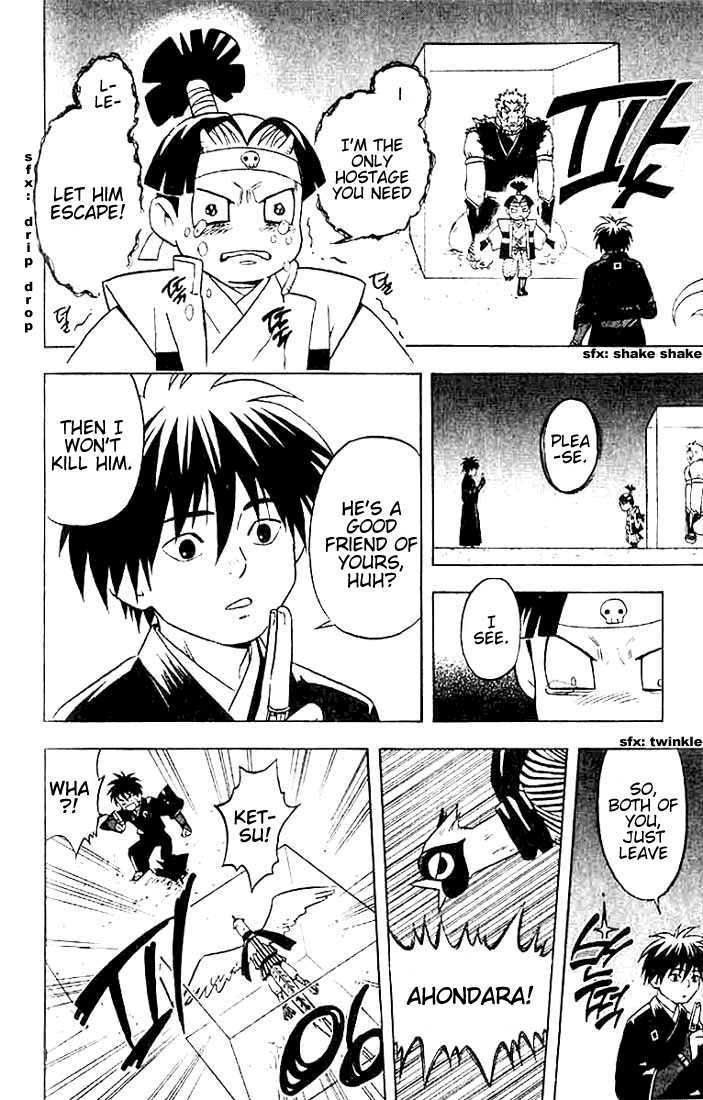 I
I'M THE
ONLY
HOSTAGE
YOU NEED
L-
LE-
LET HIM
ESCAPE!
sfx: drip drop
덜
덜
sfx: shake shake
PLEA
-SE.
I
SEE.
HE'S A
GOOD
FRIEND OF
YOURS,
HUH?
THEN I
WON'T
KILL HIM.
sfx: twinkle
SO,
BOTH OF
YOU,
JUST
LEAVE
AHONDARA!
KET-
SU!
WHA
?!